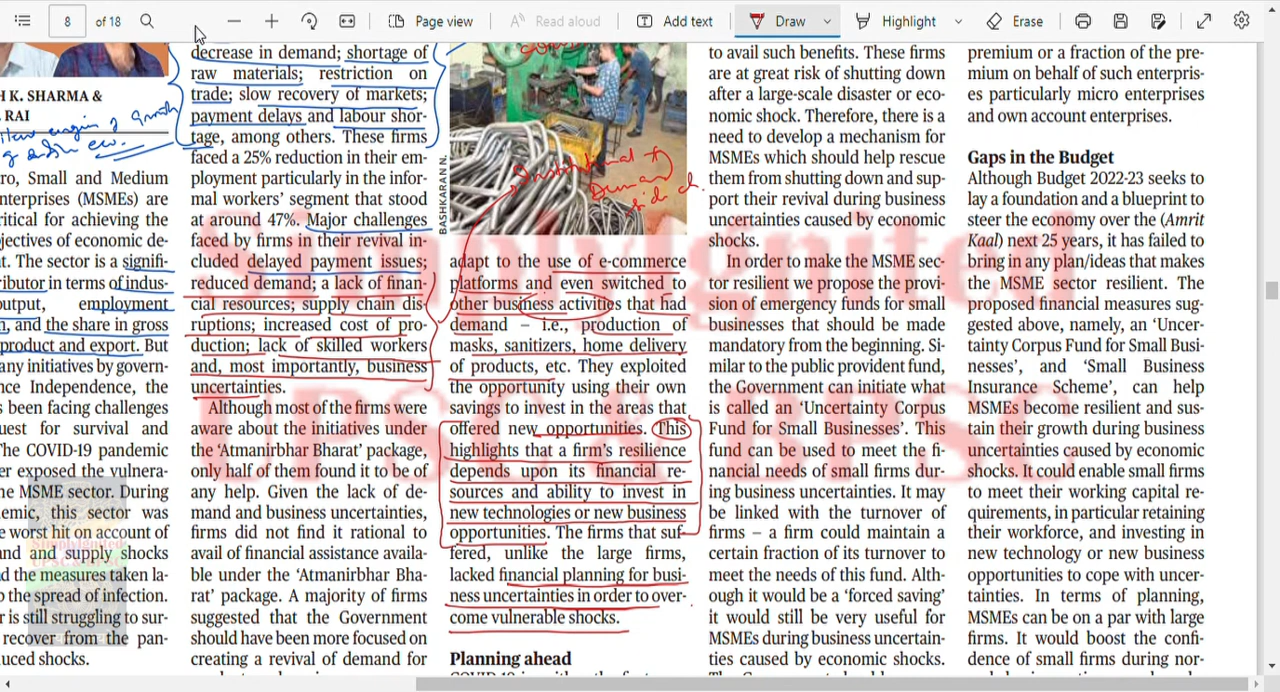 8 of 18 Page view Read aloud Add text Draw Highlight Erase
H K. SHARMA &
RAI
ro, Small and Medium
nterprises (MSMEs) are
ritical for achieving the
jectives of economic de-
t. The sector is a signifi-
ributor in terms of indus-
output, employment
n, and the share in gross
product and export. But
any initiatives by govern-
nce Independence, the
s been facing challenges
uest for survival and
he COVID-19 pandemic
er exposed the vulnera-
he MSME sector. During
emic, this sector was
e worst hit on account of
and and supply shocks
d the measures taken la-
o the spread of infection.
r is still struggling to sur-
recover from the pan-
uced shocks.
decrease in demand; shortage of
raw materials; restriction on
trade; slow recovery of markets;
payment delays and labour shor-
tage, among others. These firms
faced a 25% reduction in their em-
ployment particularly in the infor-
mal workers' segment that stood
at around 47%. Major challenges
faced by firms in their revival in-
cluded delayed payment issues;
reduced demand; a lack of finan-
cial resources; supply chain dis-
ruptions; increased cost of pro-
duction; lack of skilled workers
and, most importantly, business
uncertainties.
Although most of the firms were
aware about the initiatives under
the 'Atmanirbhar Bharat' package,
only half of them found it to be of
any help. Given the lack of de-
mand and business uncertainties,
firms did not find it rational to
avail of financial assistance availa-
ble under the 'Atmanirbhar Bha-
rat' package. A majority of firms
suggested that the Government
should have been more focused on
creating a revival of demand for
BASHKARAN N.
Institutional
Demand
side
adapt to the use of e-commerce
platforms and even switched to
other business activities that had
demand – i.e., production of
masks, sanitizers, home delivery
of products, etc. They exploited
the opportunity using their own
savings to invest in the areas that
offered new opportunities. This
highlights that a firm's resilience
depends upon its financial re-
sources and ability to invest in
new technologies or new business
opportunities. The firms that suf-
fered, unlike the large firms,
lacked financial planning for busi-
ness uncertainties in order to over-
come vulnerable shocks.
Planning ahead
to avail such benefits. These firms
are at great risk of shutting down
after a large-scale disaster or eco-
nomic shock. Therefore, there is a
need to develop a mechanism for
MSMEs which should help rescue
them from shutting down and sup-
port their revival during business
uncertainties caused by economic
shocks.
In order to make the MSME sec-
tor resilient we propose the provi-
sion of emergency funds for small
businesses that should be made
mandatory from the beginning. Si-
milar to the public provident fund,
the Government can initiate what
is called an 'Uncertainty Corpus
Fund for Small Businesses'. This
fund can be used to meet the fi-
nancial needs of small firms dur-
ing business uncertainties. It may
be linked with the turnover of
firms – a firm could maintain a
certain fraction of its turnover to
meet the needs of this fund. Alth-
ough it would be a 'forced saving'
it would still be very useful for
MSMEs during business uncertain-
ties caused by economic shocks.
premium or a fraction of the pre-
mium on behalf of such enterpris-
es particularly micro enterprises
and own account enterprises.
Gaps in the Budget
Although Budget 2022-23 seeks to
lay a foundation and a blueprint to
steer the economy over the (Amrit
Kaal) next 25 years, it has failed to
bring in any plan/ideas that makes
the MSME sector resilient. The
proposed financial measures sug-
gested above, namely, an 'Uncer-
tainty Corpus Fund for Small Busi-
nesses', and 'Small Business
Insurance Scheme', can help
MSMEs become resilient and sus-
tain their growth during business
uncertainties caused by economic
shocks. It could enable small firms
to meet their working capital re-
quirements, in particular retaining
their workforce, and investing in
new technology or new business
opportunities to cope with uncer-
tainties. In terms of planning,
MSMEs can be on a par with large
firms. It would boost the confi-
dence of small firms during nor-
SimplyIgnited
UPSC & BPSC
SimplyIgnited
UPSC & BPSC